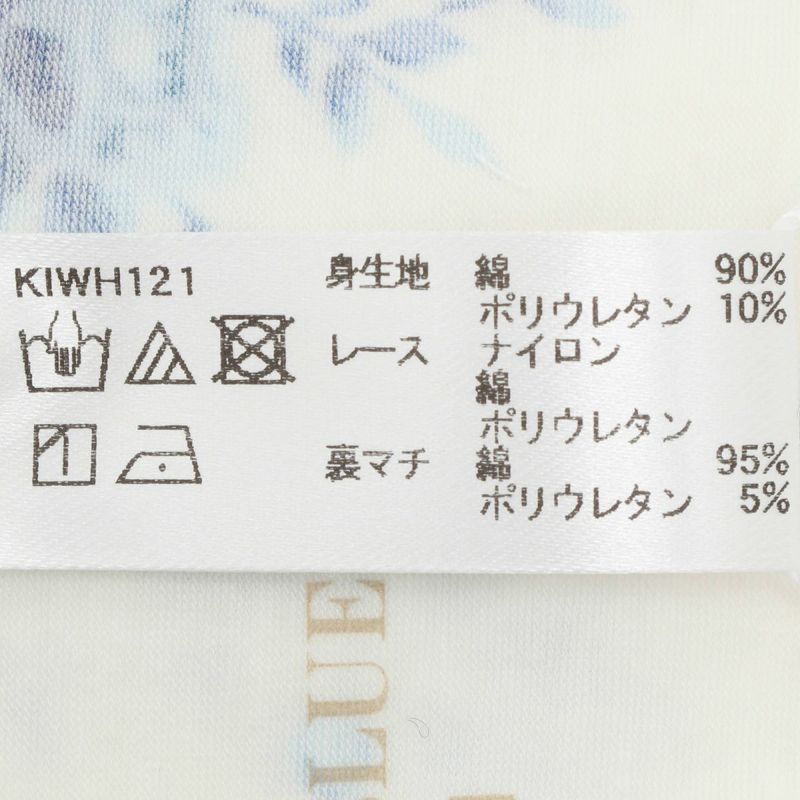 KIWH121
身生地 綿 90%
ポリウレタン 10%
レース ナイロン
綿
ポリウレタン
裏マチ 綿 95%
ポリウレタン 5%
BLUE